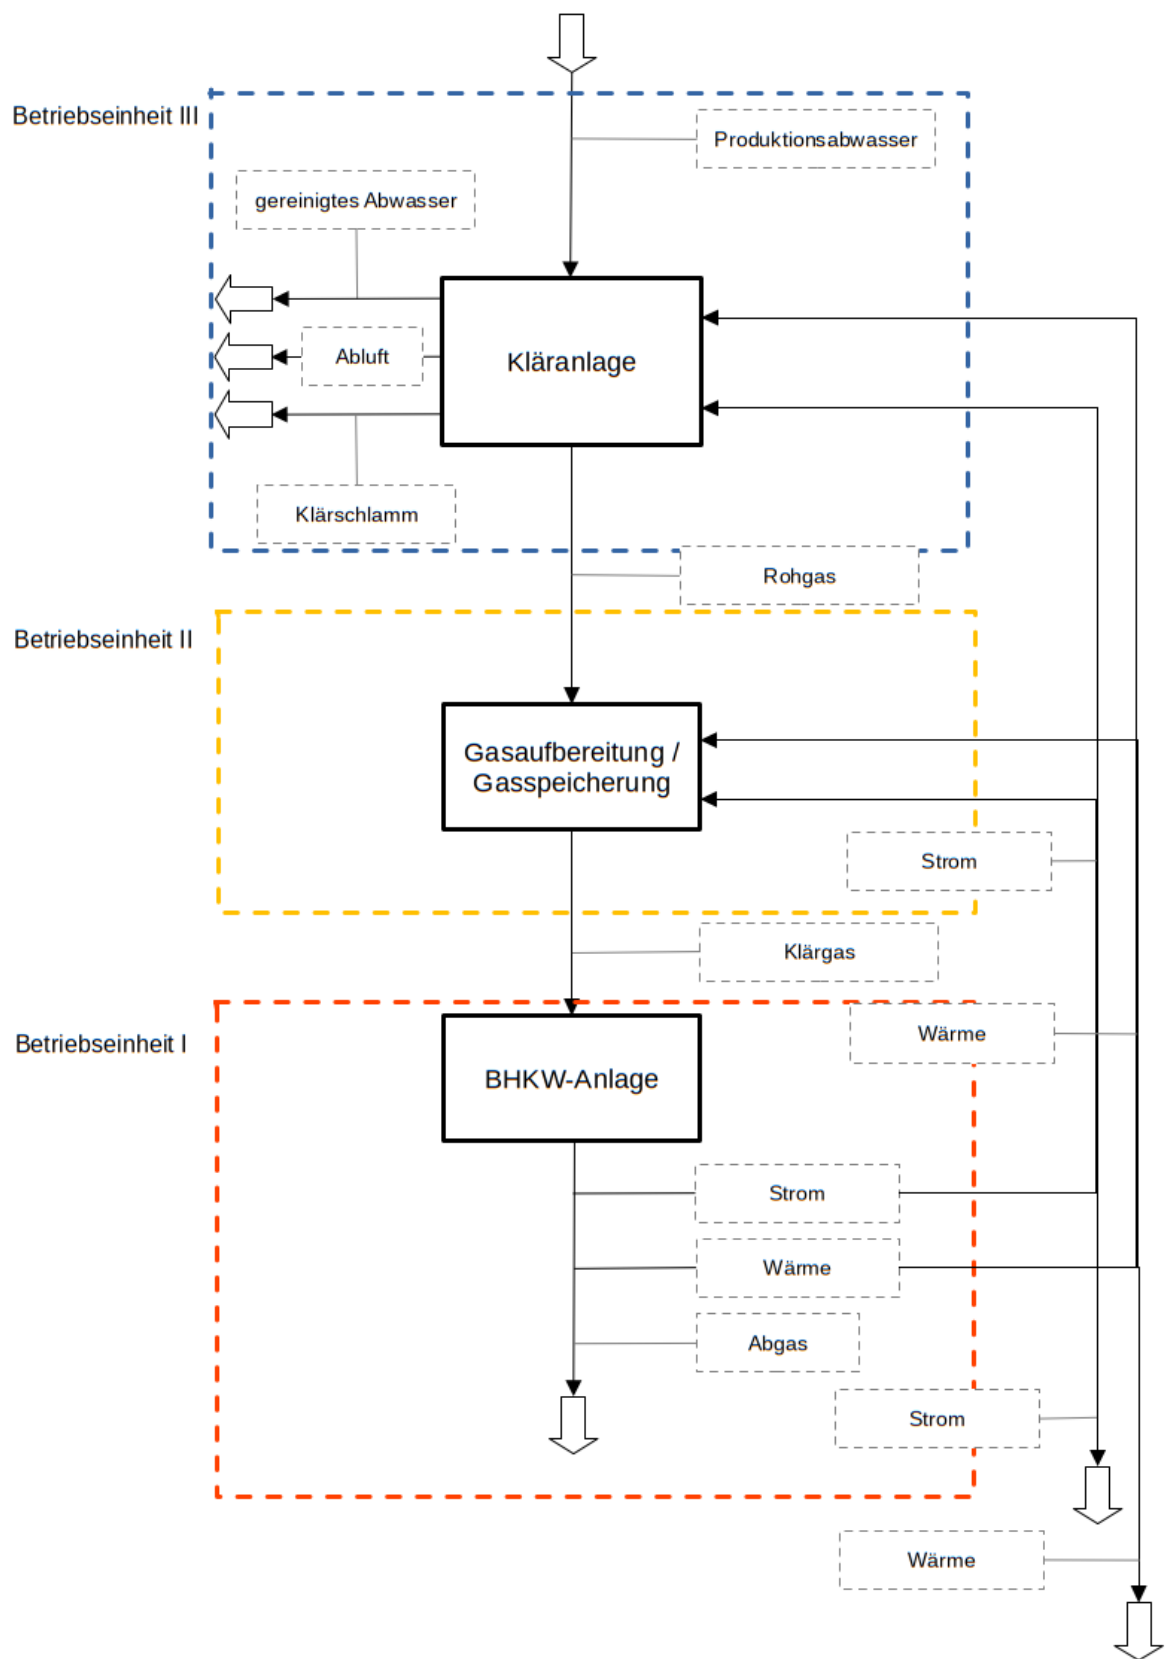 Betriebseinheit III
Produktionsabwasser
gereinigtes Abwasser
Abluft
Kläranlage
Klärschlamm
Rohgas
Betriebseinheit II
Gasaufbereitung /
Gasspeicherung
Strom
Klärgas
Betriebseinheit I
Wärme
BHKW-Anlage
Strom
Wärme
Abgas
Strom
Wärme